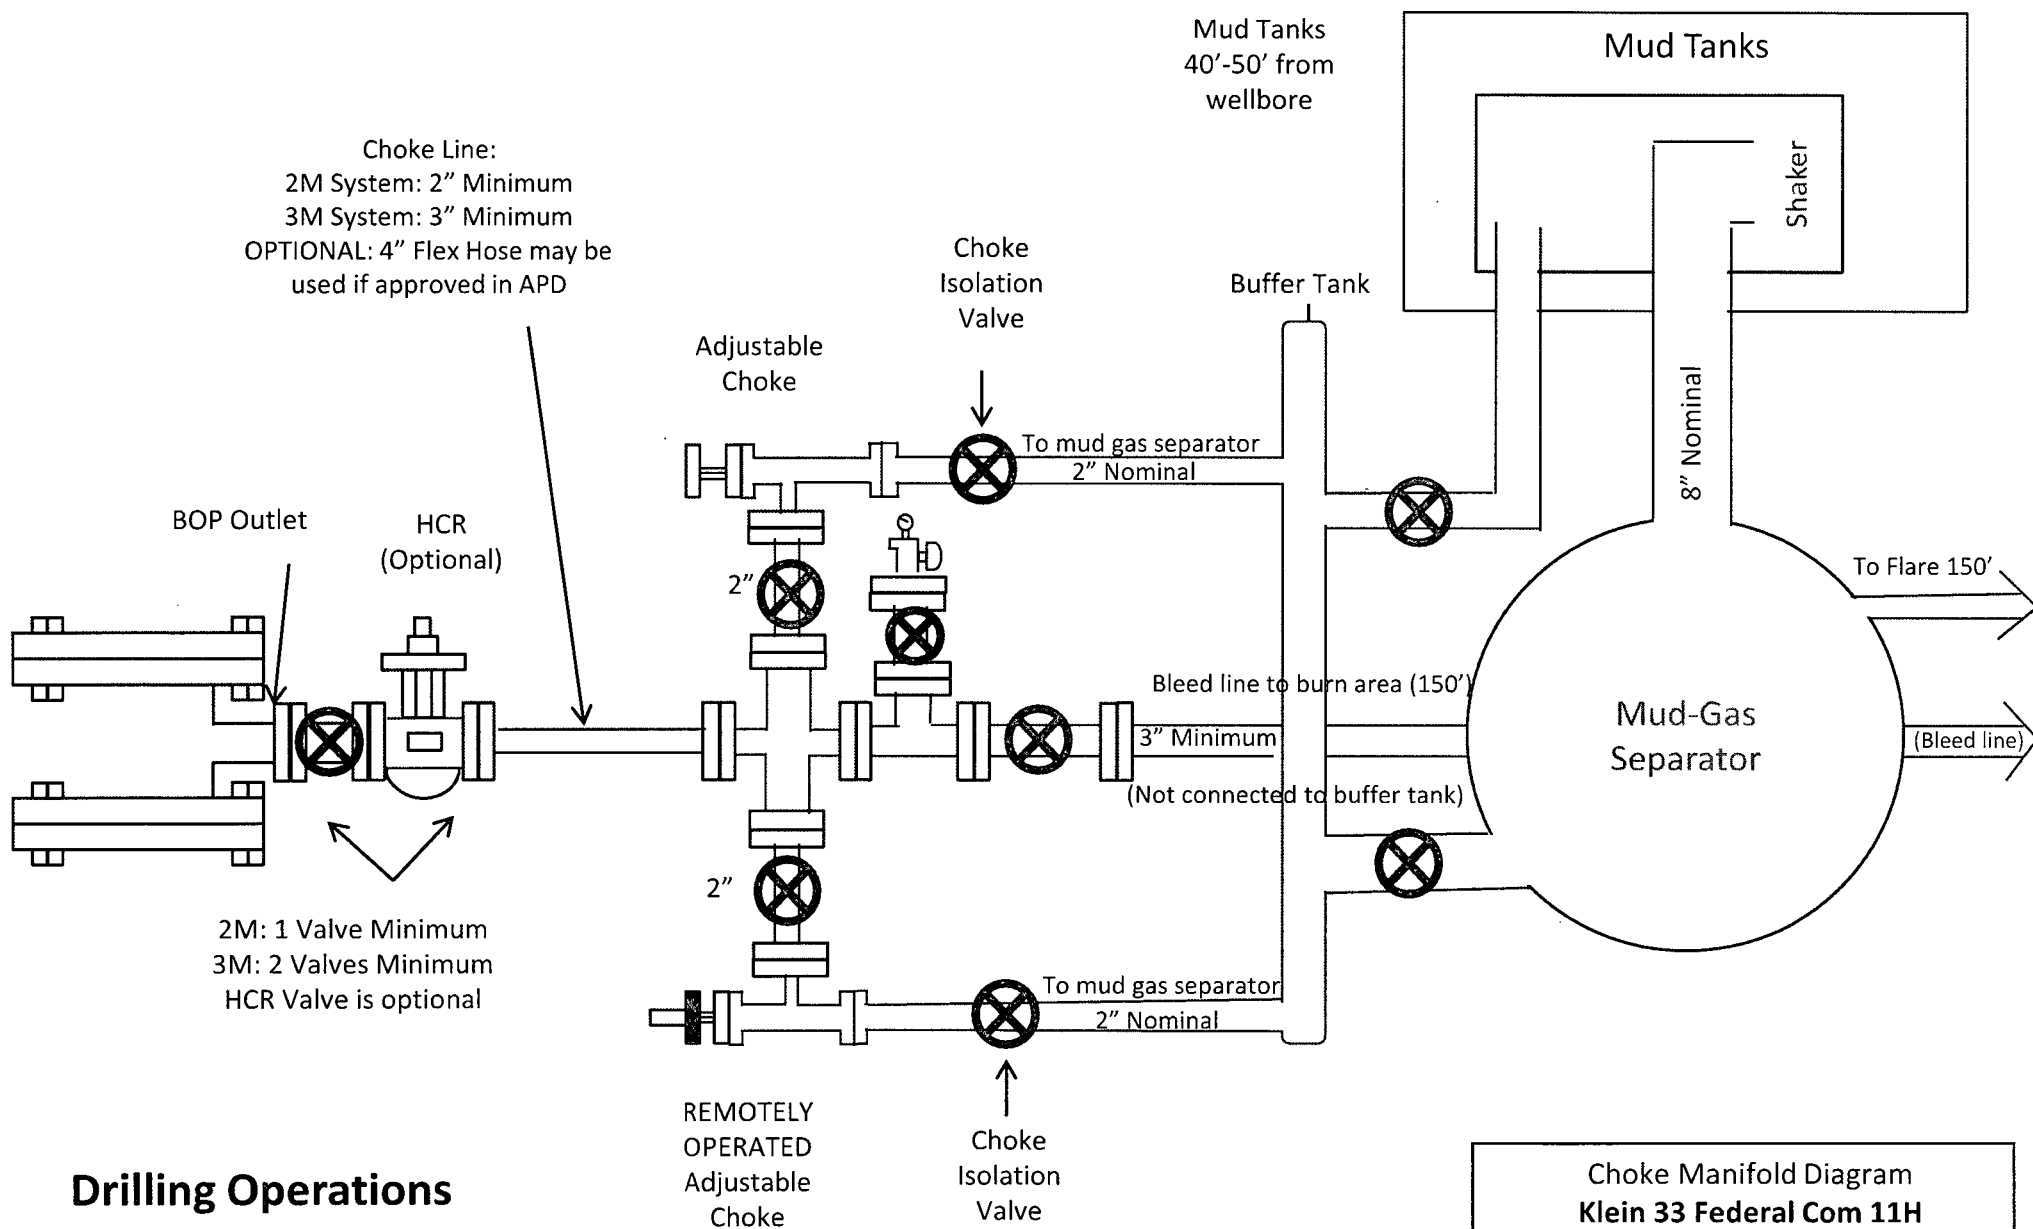 Mud Tanks
40’-50’ from
wellbore
Mud Tanks
Shaker
Choke Line:
2M System: 2” Minimum
3M System: 3” Minimum
OPTIONAL: 4” Flex Hose may be
used if approved in APD
Choke
Isolation
Valve
Buffer Tank
Adjustable
Choke
8” Nominal
To mud gas separator
2” Nominal
BOP Outlet
HCR
(Optional)
2”
To Flare 150’
Bleed line to burn area (150’)
3” Minimum
(Not connected to buffer tank)
Mud-Gas
Separator
(Bleed line)
2”
2M: 1 Valve Minimum
3M: 2 Valves Minimum
HCR Valve is optional
To mud gas separator
2” Nominal
REMOTELY
OPERATED
Adjustable
Choke
Choke
Isolation
Valve
Drilling Operations
Choke Manifold Diagram
Klein 33 Federal Com 11H